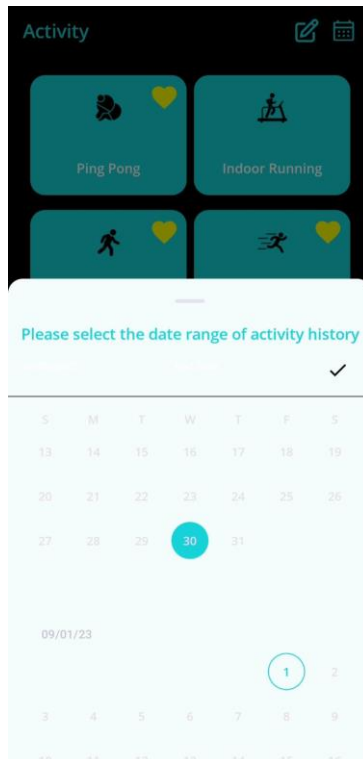 Activity
Ping Pong
Indoor Running
Please select the date range of activity history
S M T W T F S
13 14 15 16 17 18 19
20 21 22 23 24 25 26
27 28 29 30 31
09/01/23
1 2
3 4 5 6 7 8 9